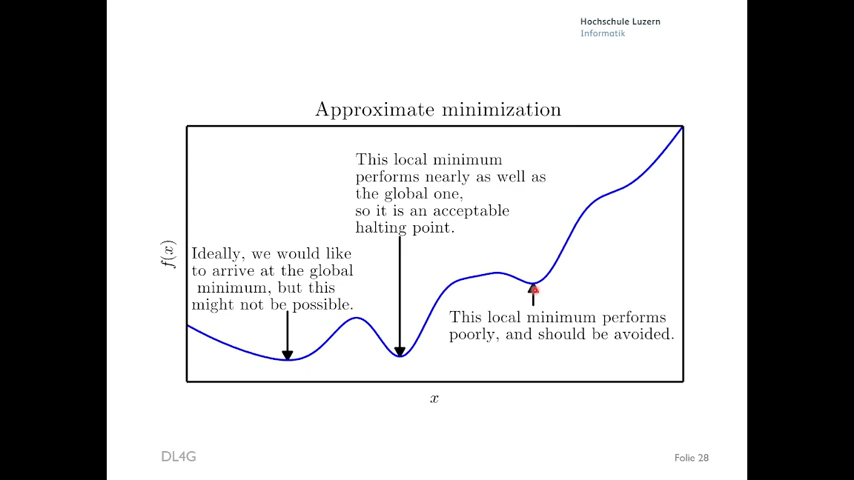 Hochschule Luzern
Informatik
Approximate minimization
This local minimum
performs nearly as well as
the global one,
so it is an acceptable
halting point.
Ideally, we would like
to arrive at the global
minimum, but this
might not be possible.
f(x)
This local minimum performs
poorly, and should be avoided.
x
DL4G
Folie 28